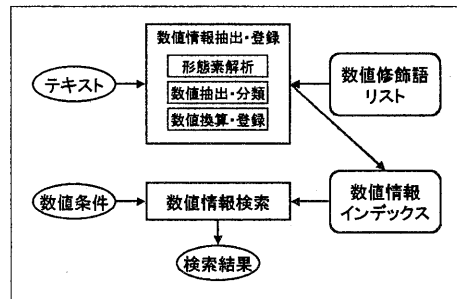 数値情報抽出・登録
形態素解析
数値抽出・分類
数値換算・登録
テキスト
数値修飾語
リスト
数値条件
数値情報検索
数値情報
インデックス
検索結果